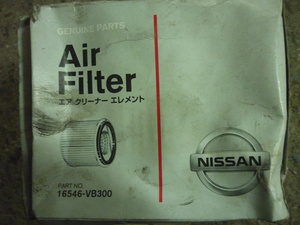 GENUINE PARTS
Air
Filter
エア クリーナー エレメント
NISSAN
PART NO.
16546-VB300